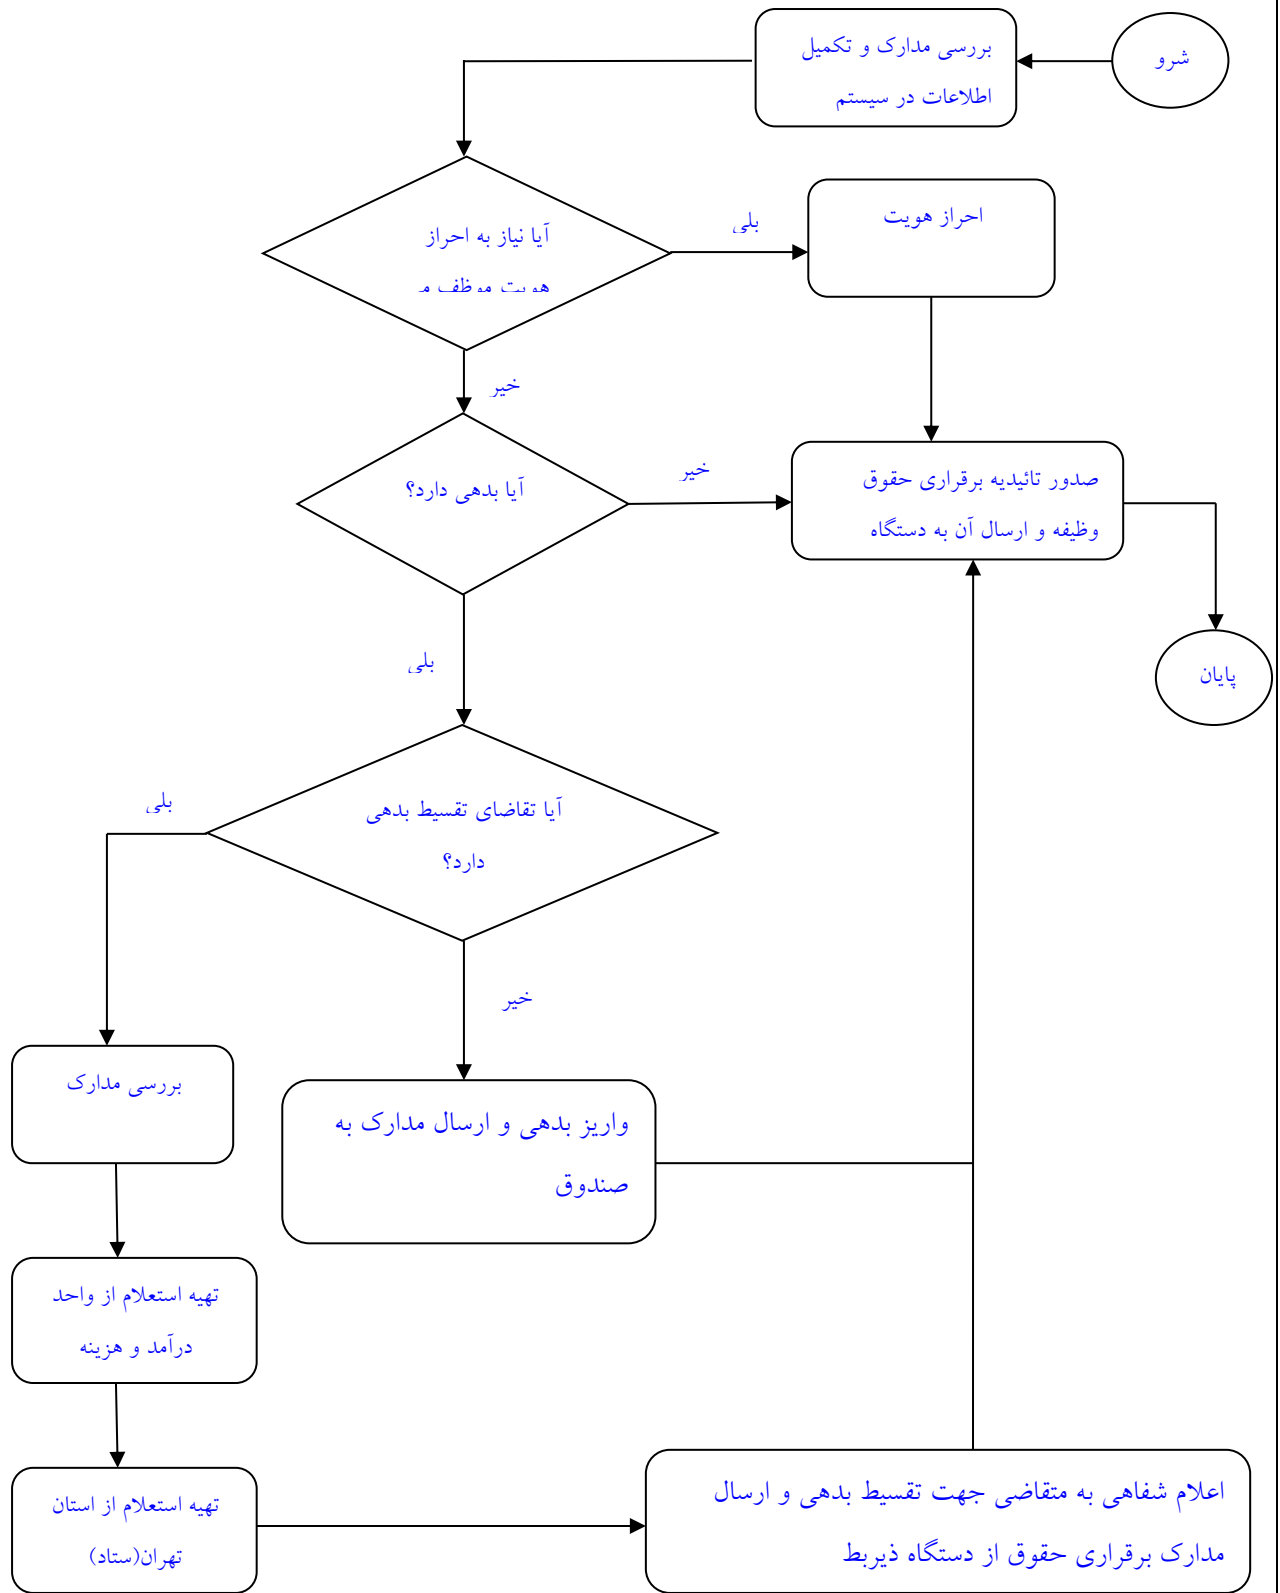 شرو
بررسی مدارک و تکمیل
اطلاعات در سیستم
آیا نیاز به احراز
هویت موظف
بلی
احراز هویت
خیر
آیا بدهی دارد؟
خیر
صدور تائیدیه برقراری حقوق
وظیفه و ارسال آن به دستگاه
پایان
بلی
آیا تقاضای تقسیط بدهی
دارد؟
بلی
خیر
بررسی مدارک
واریز بدهی و ارسال مدارک به
صندوق
تهیه استعلام از واحد
درآمد و هزینه
تهیه استعلام از استان
تهران(ستاد)
اعلام شفاهی به متقاضی جهت تقسیط بدهی و ارسال
مدارک برقراری حقوق از دستگاه ذیربط